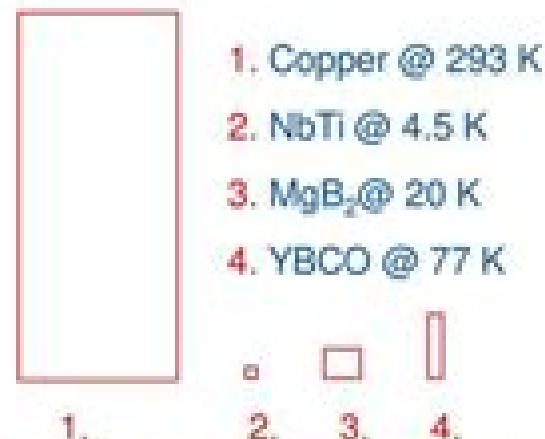 1. Copper @ 293 K
2. NbTi @ 4.5 K
3. MgB₂@ 20 K
4. YBCO @ 77 K
1. 2. 3. 4.